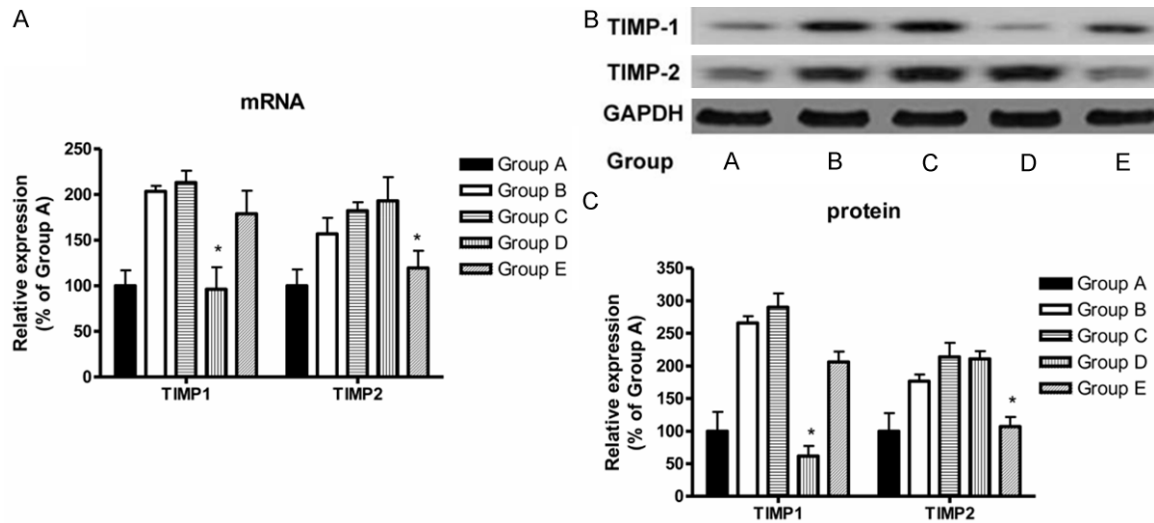 A
mRNA
Relative expression
(% of Group A)
250
200
150
100
50
0
TIMP1 TIMP2
Group A
Group B
Group C
Group D
Group E
*
*
B
TIMP-1
TIMP-2
GAPDH
Group A B C D E
C
protein
Relative expression
(% of Group A)
350
300
250
200
150
100
50
0
TIMP1 TIMP2
Group A
Group B
Group C
Group D
Group E
*
*